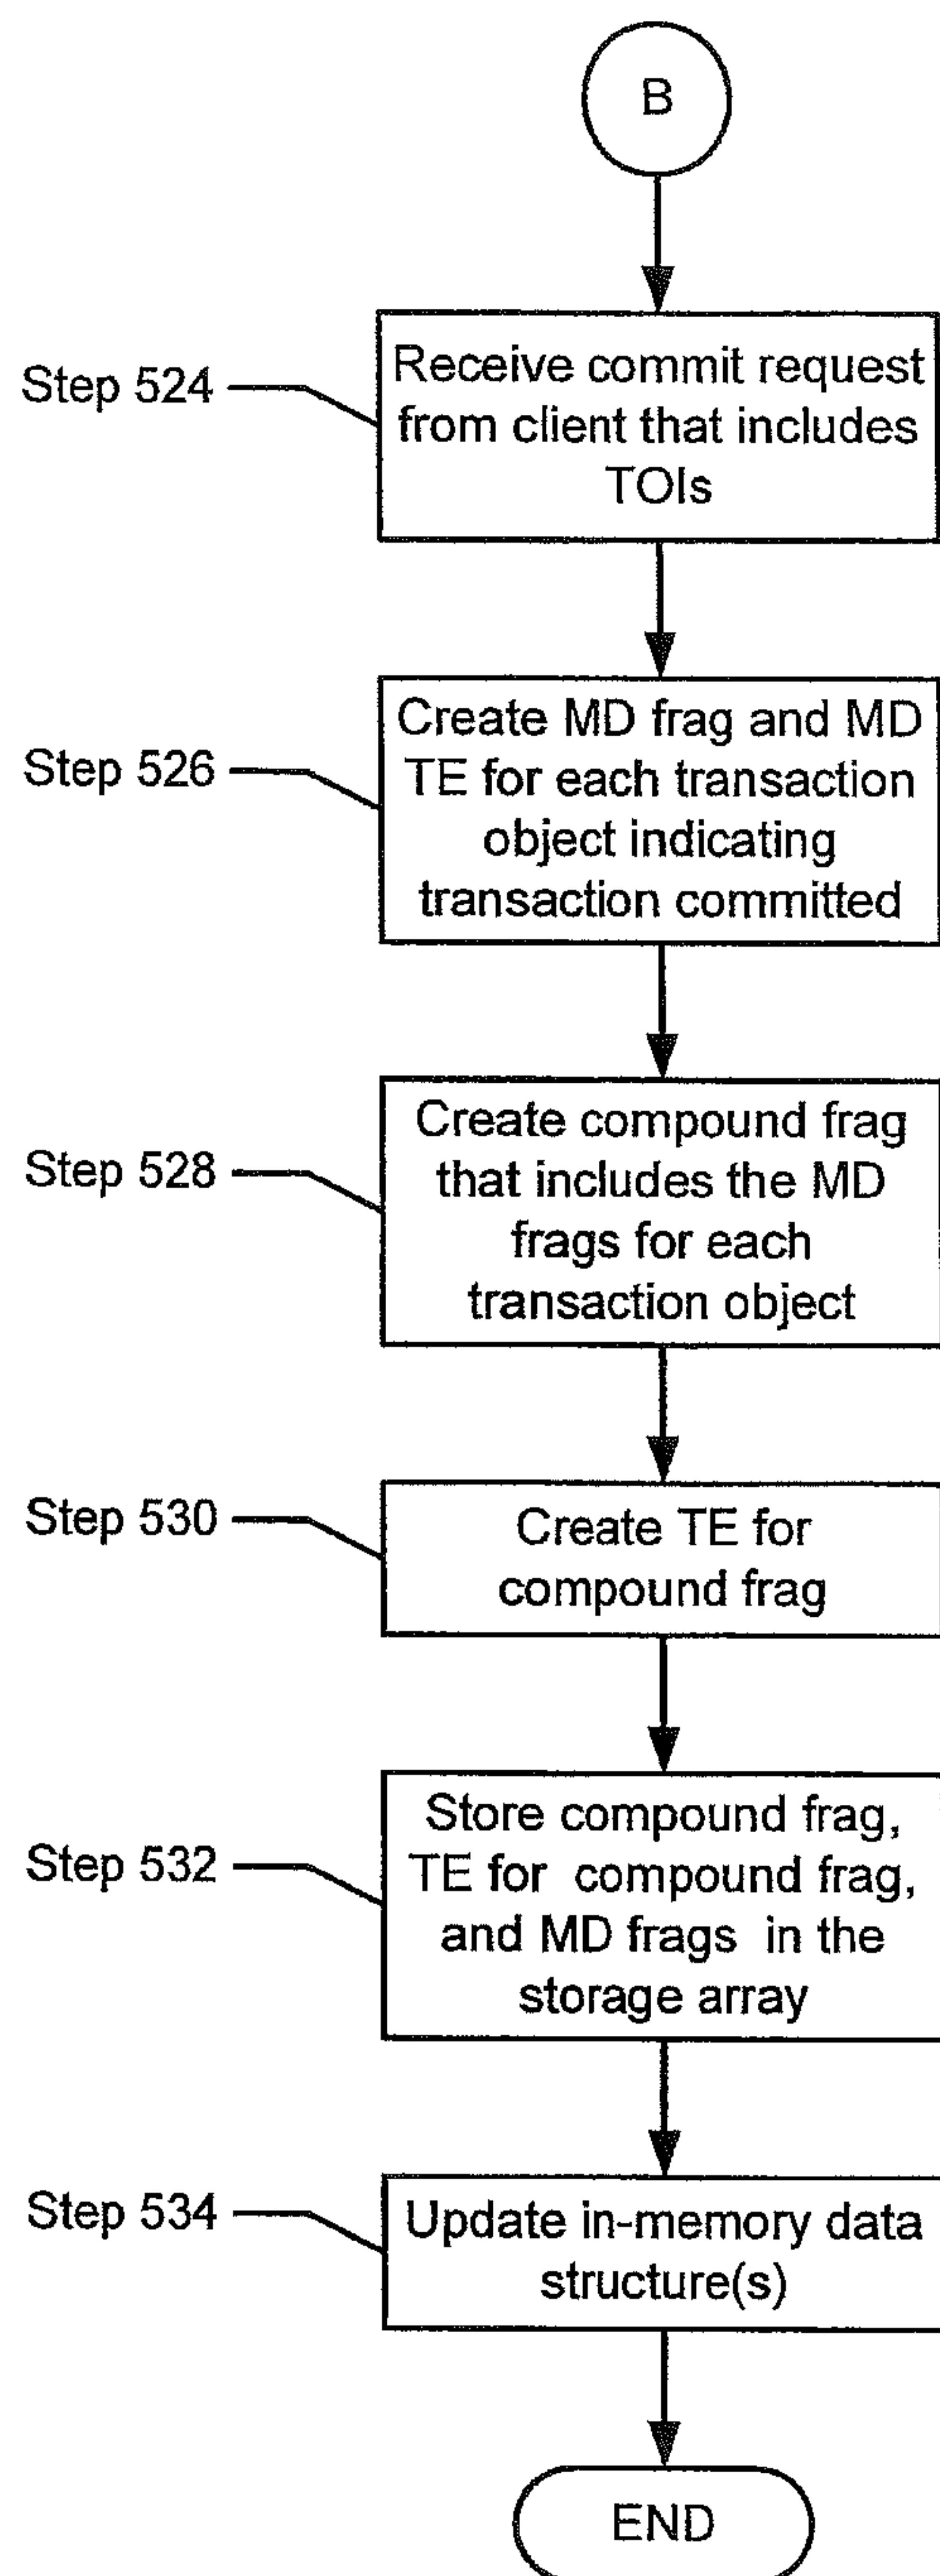 B
Step 524
Receive commit request
from client that includes
TOIs
Step 526
Create MD frag and MD
TE for each transaction
object indicating
transaction committed
Step 528
Create compound frag
that includes the MD
frags for each
transaction object
Step 530
Create TE for
compound frag
Step 532
Store compound frag,
TE for compound frag,
and MD frags in the
storage array
Step 534
Update in-memory data
structure(s)
END